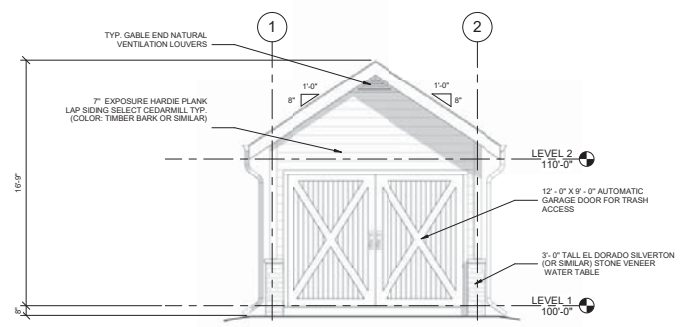 1
2
TYP. GABLE END NATURAL
VENTILATION LOUVERS
1'-0"
8"
1'-0"
8"
7" EXPOSURE HARDIE PLANK
LAP SIDING SELECT CEDARMILL TYP.
(COLOR: TIMBER BARK OR SIMILAR)
LEVEL 2
110'-0"
16'-9"
12' - 0" X 9' - 0" AUTOMATIC
GARAGE DOOR FOR TRASH
ACCESS
3'- 0" TALL EL DORADO SILVERTON
(OR SIMILAR) STONE VENEER
WATER TABLE
LEVEL 1
100'-0"
8"